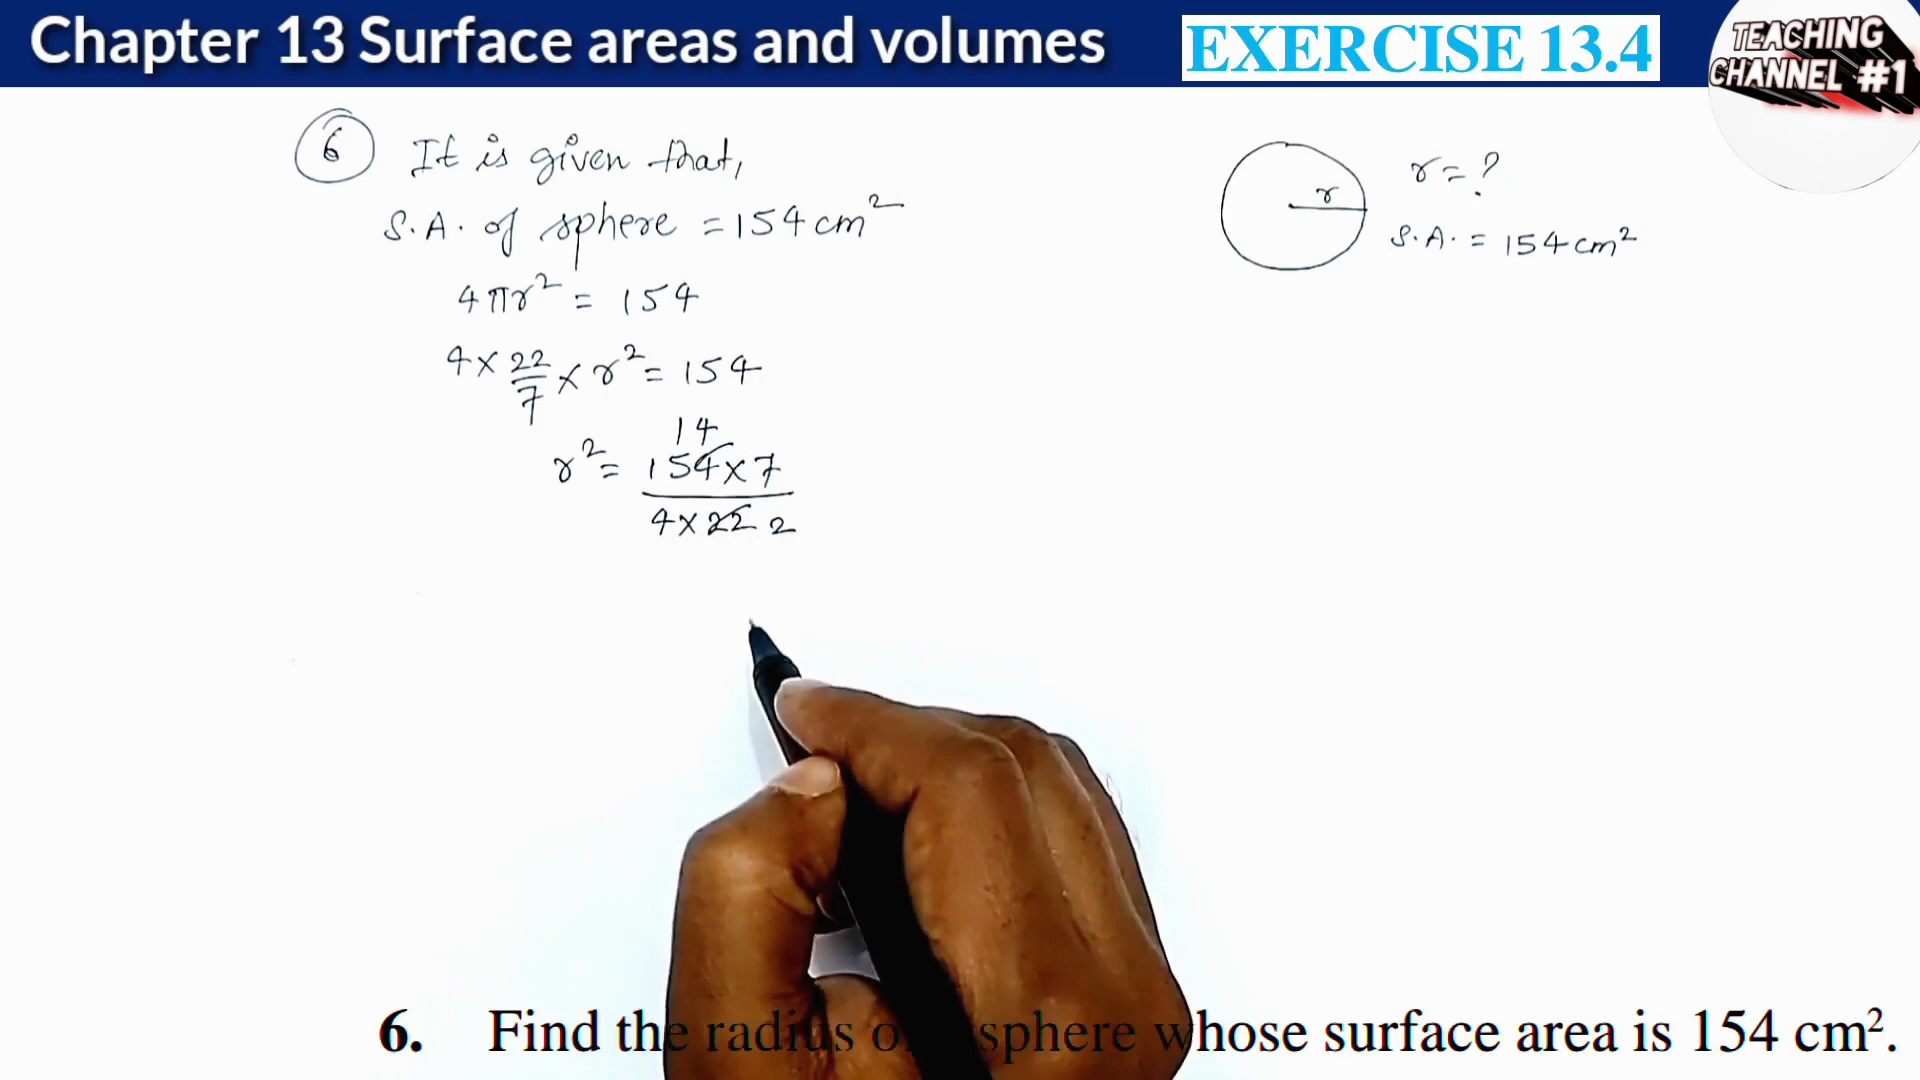 Chapter 13 Surface areas and volumes
EXERCISE 13.4
TEACHING
CHANNEL #1
6 It is given that,
S.A. of sphere = 154 cm²
4πr² = 154
4 × 22/7 × r² = 154
14
r² = 154 × 7
4 × 22 2
r
r = ?
S.A. = 154 cm²
6. Find the radius sphere whose surface area is 154 cm².